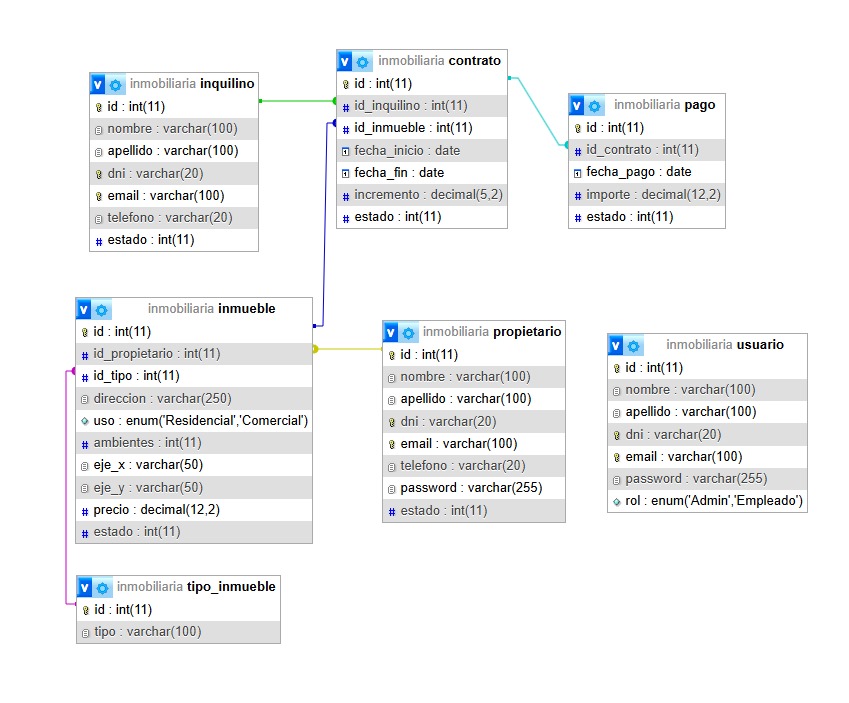 inmobiliaria inquilino
id : int(11)
nombre : varchar(100)
apellido : varchar(100)
dni : varchar(20)
email : varchar(100)
telefono : varchar(20)
estado : int(11)
inmobiliaria contrato
id : int(11)
id_inquilino : int(11)
id_inmueble : int(11)
fecha_inicio : date
fecha_fin : date
incremento : decimal(5,2)
estado : int(11)
inmobiliaria pago
id : int(11)
id_contrato : int(11)
fecha_pago : date
importe : decimal(12,2)
estado : int(11)
inmobiliaria inmueble
id : int(11)
id_propietario : int(11)
id_tipo : int(11)
direccion : varchar(250)
uso : enum('Residencial','Comercial')
ambientes : int(11)
eje_x : varchar(50)
eje_y : varchar(50)
precio : decimal(12,2)
estado : int(11)
inmobiliaria propietario
id : int(11)
nombre : varchar(100)
apellido : varchar(100)
dni : varchar(20)
email : varchar(100)
telefono : varchar(20)
password : varchar(255)
estado : int(11)
inmobiliaria usuario
id : int(11)
nombre : varchar(100)
apellido : varchar(100)
dni : varchar(20)
email : varchar(100)
password : varchar(255)
rol : enum('Admin','Empleado')
inmobiliaria tipo_inmueble
id : int(11)
tipo : varchar(100)